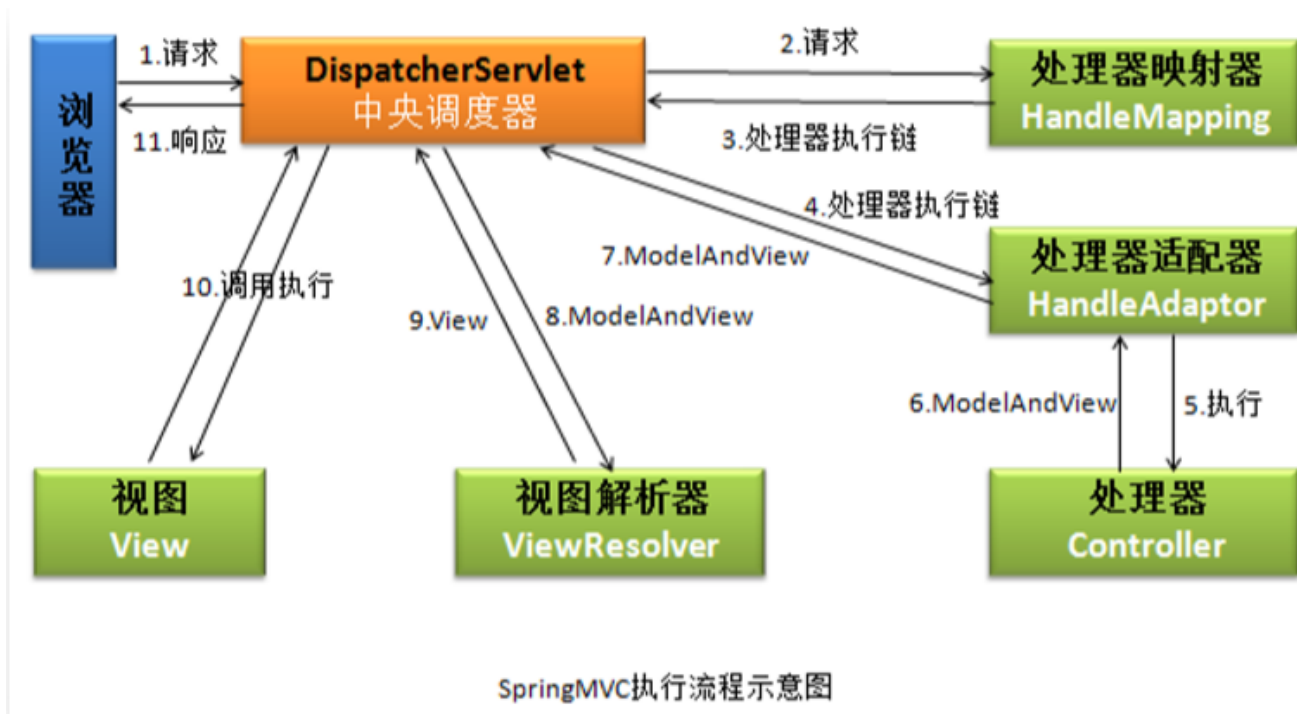 1.请求
DispatcherServlet
中央调度器
2.请求
处理器映射器
HandleMapping
浏览器
11.响应
3.处理器执行链
4.处理器执行链
7.ModelAndView
处理器适配器
HandleAdaptor
10.调用执行
9.View
8.ModelAndView
6.ModelAndView
5.执行
视图
View
视图解析器
ViewResolver
处理器
Controller
SpringMVC执行流程示意图